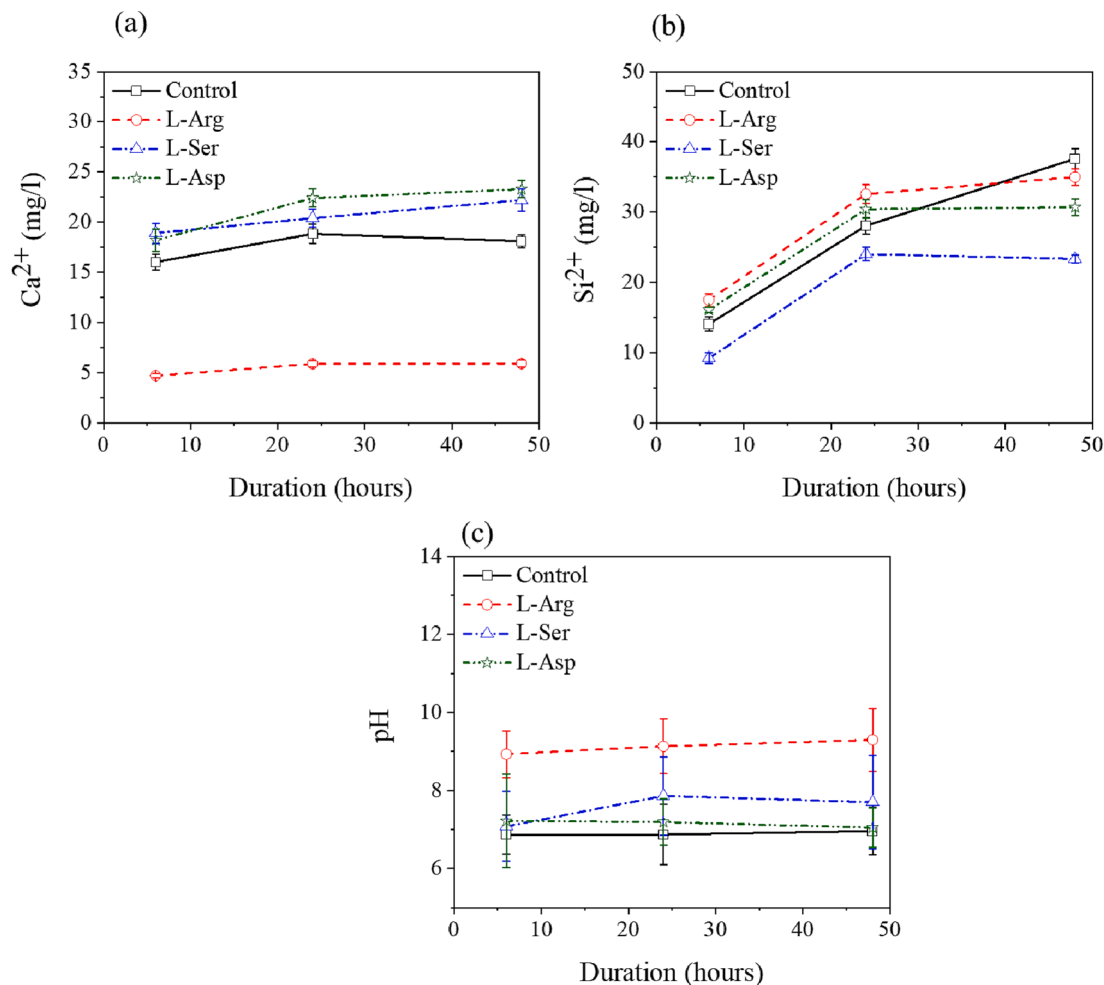 (a)
35
30
25
20
15
10
5
0
Ca2+ (mg/l)
Control
L-Arg
L-Ser
L-Asp
0 10 20 30 40 50
Duration (hours)
(b)
50
40
30
20
10
0
Si2+ (mg/l)
Control
L-Arg
L-Ser
L-Asp
0 10 20 30 40 50
Duration (hours)
(c)
14
12
10
8
6
pH
Control
L-Arg
L-Ser
L-Asp
0 10 20 30 40 50
Duration (hours)